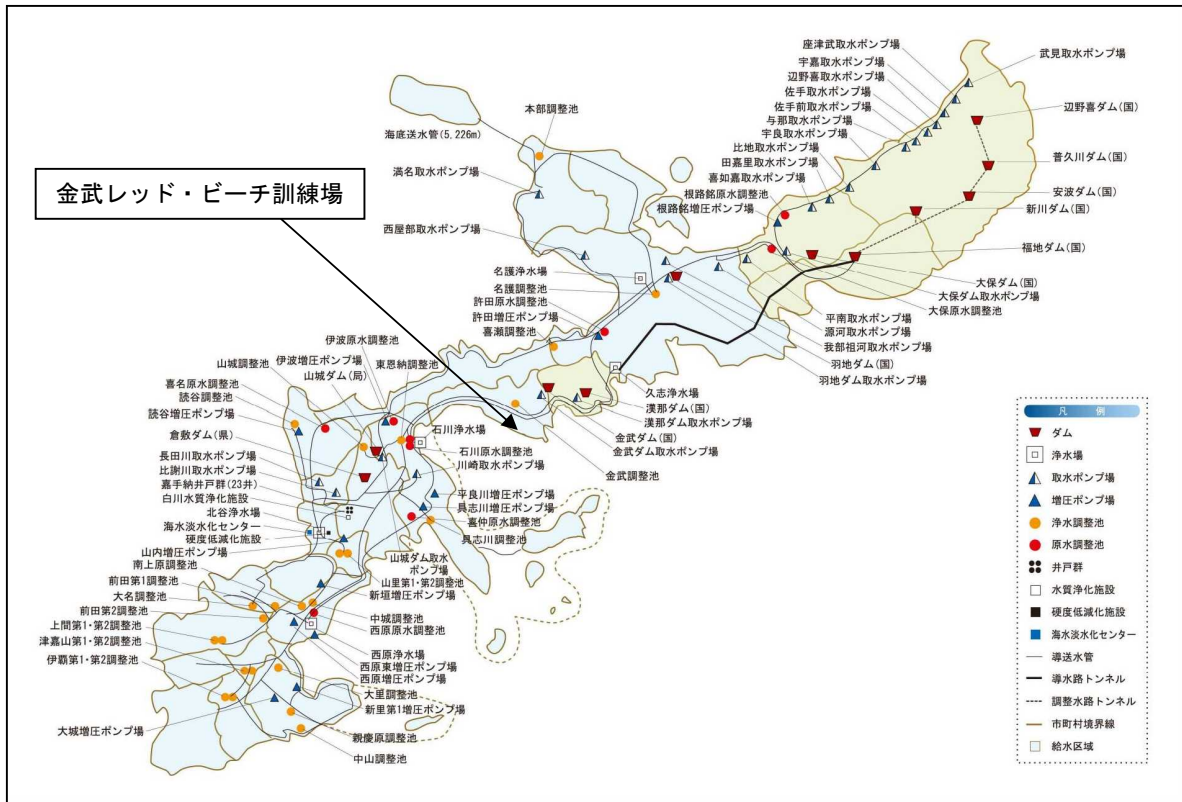 座津武取水ポンプ場
宇嘉取水ポンプ場
辺野喜取水ポンプ場
佐手取水ポンプ場
佐手前取水ポンプ場
与那取水ポンプ場
宇良取水ポンプ場
比地取水ポンプ場
田嘉里取水ポンプ場
喜如嘉取水ポンプ場
根路銘原水調整池
根路銘増圧ポンプ場
武見取水ポンプ場
辺野喜ダム(国)
普久川ダム(国)
安波ダム(国)
新川ダム(国)
福地ダム(国)
大保ダム(国)
大保ダム取水ポンプ場
大保原水調整池
平南取水ポンプ場
源河取水ポンプ場
我部祖河取水ポンプ場
羽地ダム(国)
羽地ダム取水ポンプ場
本部調整池
海底送水管(5,226m)
満名取水ポンプ場
金武レッド・ビーチ訓練場
西屋部取水ポンプ場
名護浄水場
名護調整池
許田原水調整池
許田増圧ポンプ場
喜瀬調整池
久志浄水場
漢那ダム(国)
漢那ダム取水ポンプ場
金武ダム(国)
金武ダム取水ポンプ場
金武調整池
伊波原水調整池
伊波増圧ポンプ場
東恩納調整池
山城調整池
山城ダム(局)
喜名原水調整池
読谷調整池
読谷増圧ポンプ場
倉敷ダム(県)
長田川取水ポンプ場
比謝川取水ポンプ場
嘉手納井戸群(23井)
白川水質浄化施設
北谷浄水場
海水淡水化センター
硬度低減化施設
山内増圧ポンプ場
南上原調整池
前田第1調整池
大名調整池
前田第2調整池
上間第1・第2調整池
津嘉山第1・第2調整池
伊覇第1・第2調整池
大城増圧ポンプ場
石川浄水場
石川原水調整池
川崎取水ポンプ場
平良川増圧ポンプ場
具志川増圧ポンプ場
喜仲原水調整池
具志川調整池
山城ダム取水
ポンプ場
山里第1・第2調整池
新垣増圧ポンプ場
中城調整池
西原原水調整池
西原浄水場
西原東増圧ポンプ場
西原増圧ポンプ場
大里調整池
新里第1増圧ポンプ場
親慶原調整池
中山調整池
凡 例
ダム
浄水場
取水ポンプ場
増圧ポンプ場
浄水調整池
原水調整池
井戸群
水質浄化施設
硬度低減化施設
海水淡水化センター
導送水管
導水路トンネル
調整水路トンネル
市町村境界線
給水区域